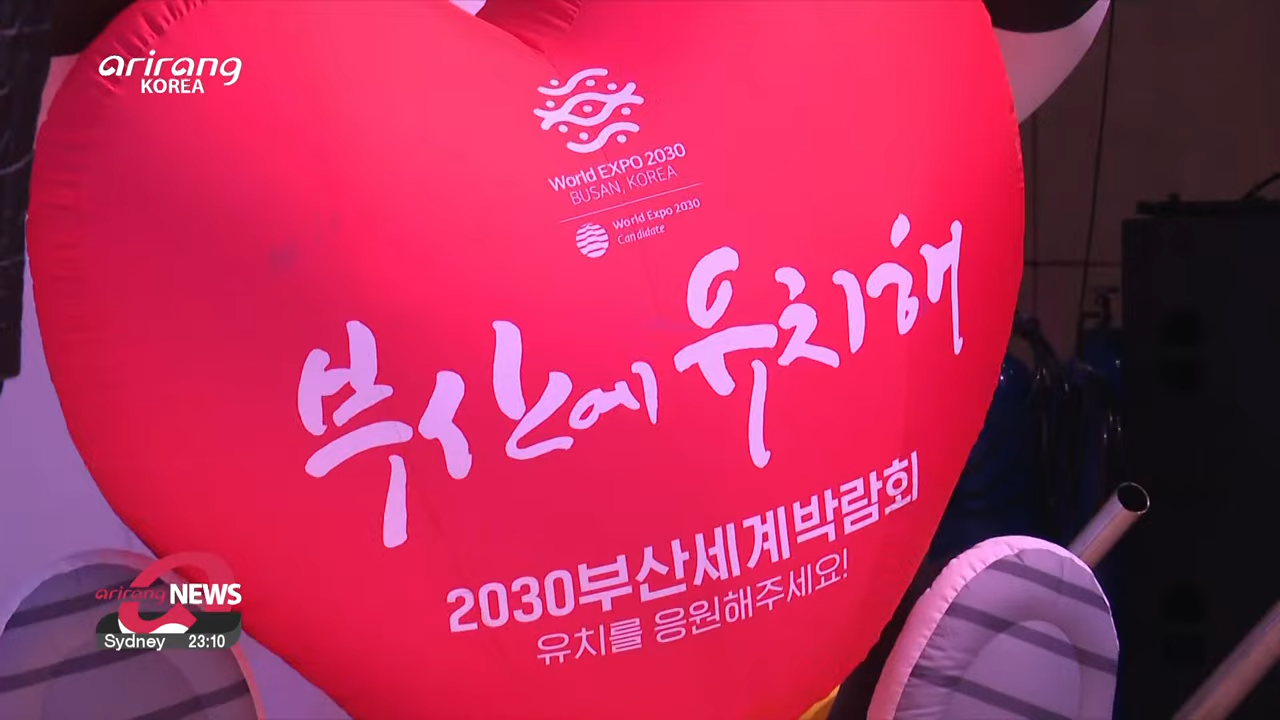 arirang
KOREA
World EXPO 2030
BUSAN, KOREA
World Expo 2030
Candidate
부산에 유치해
2030부산세계박람회
유치를 응원해주세요!
arirang NEWS
Sydney 23:10